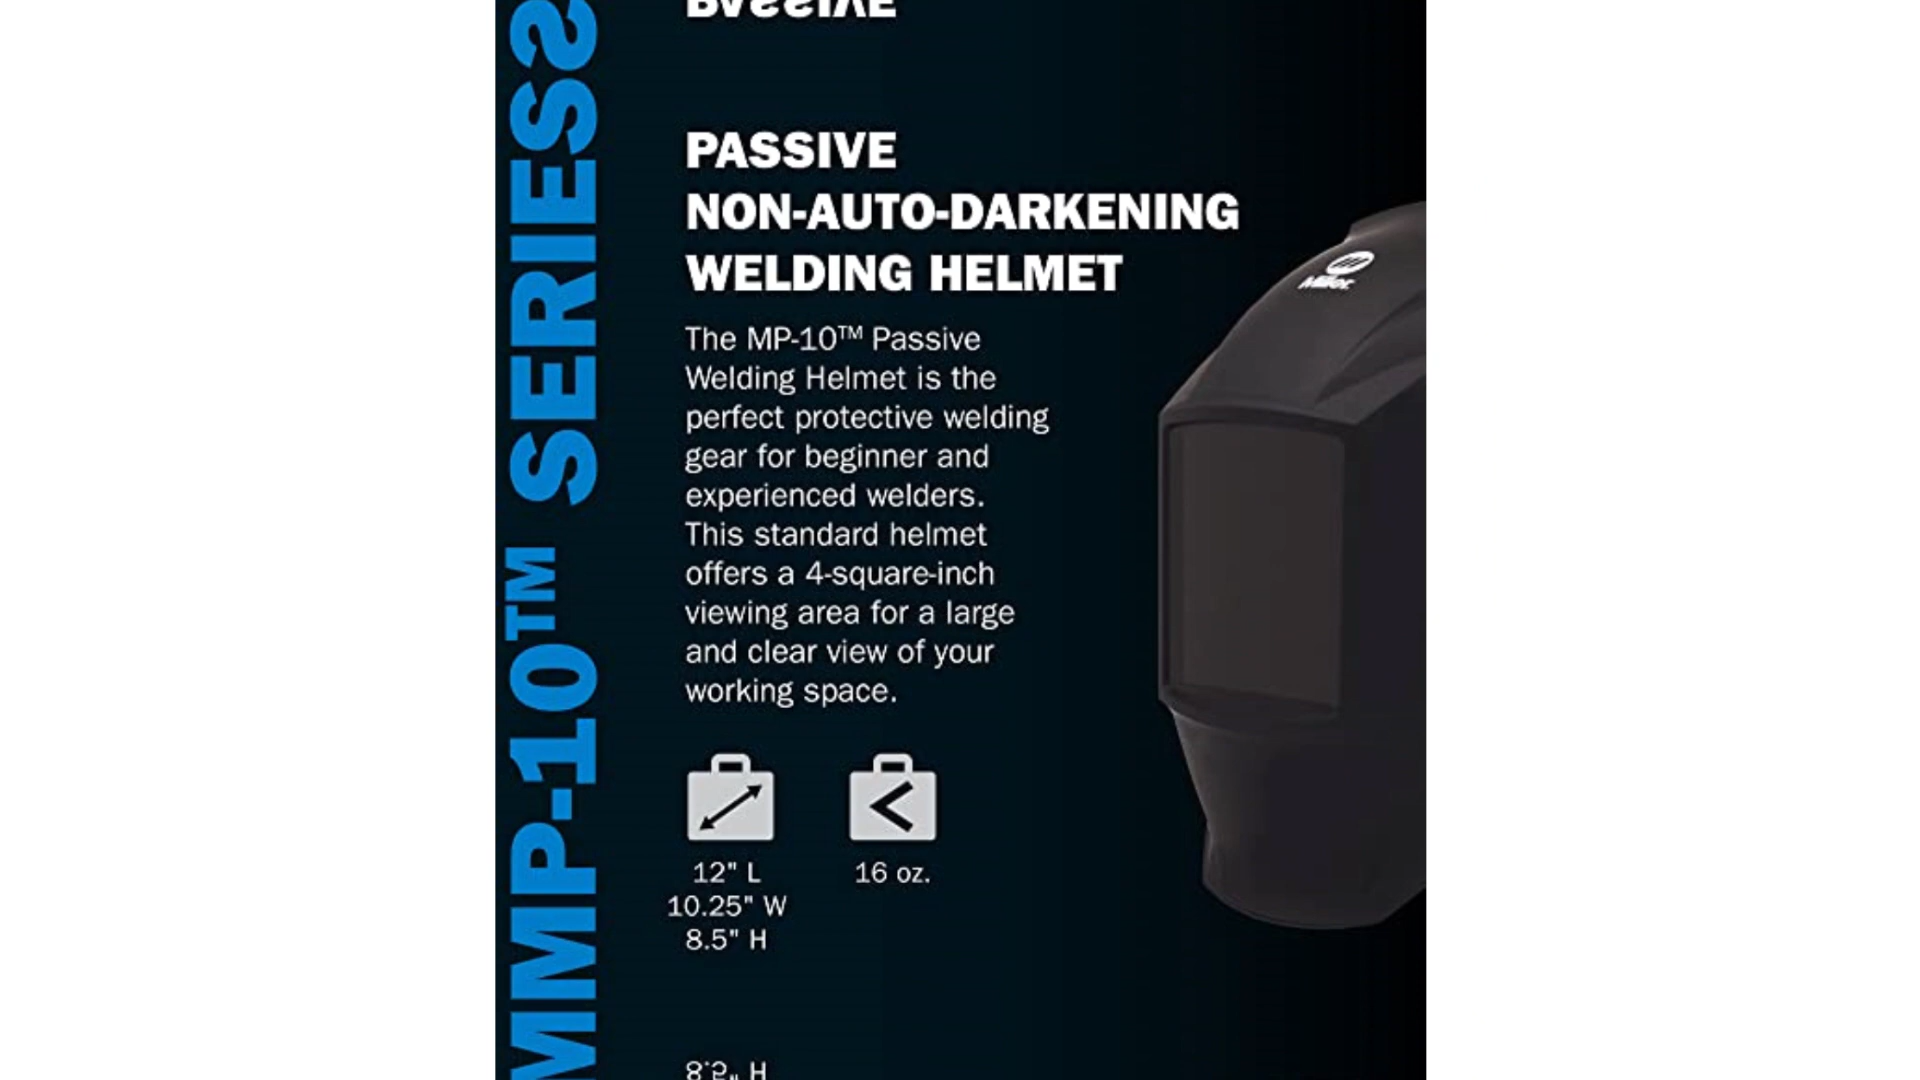 MP-10™ SERIES
PASSIVE
NON-AUTO-DARKENING
WELDING HELMET
The MP-10™ Passive
Welding Helmet is the
perfect protective welding
gear for beginner and
experienced welders.
This standard helmet
offers a 4-square-inch
viewing area for a large
and clear view of your
working space.
12" L
10.25" W
8.5" H
16 oz.
Miller